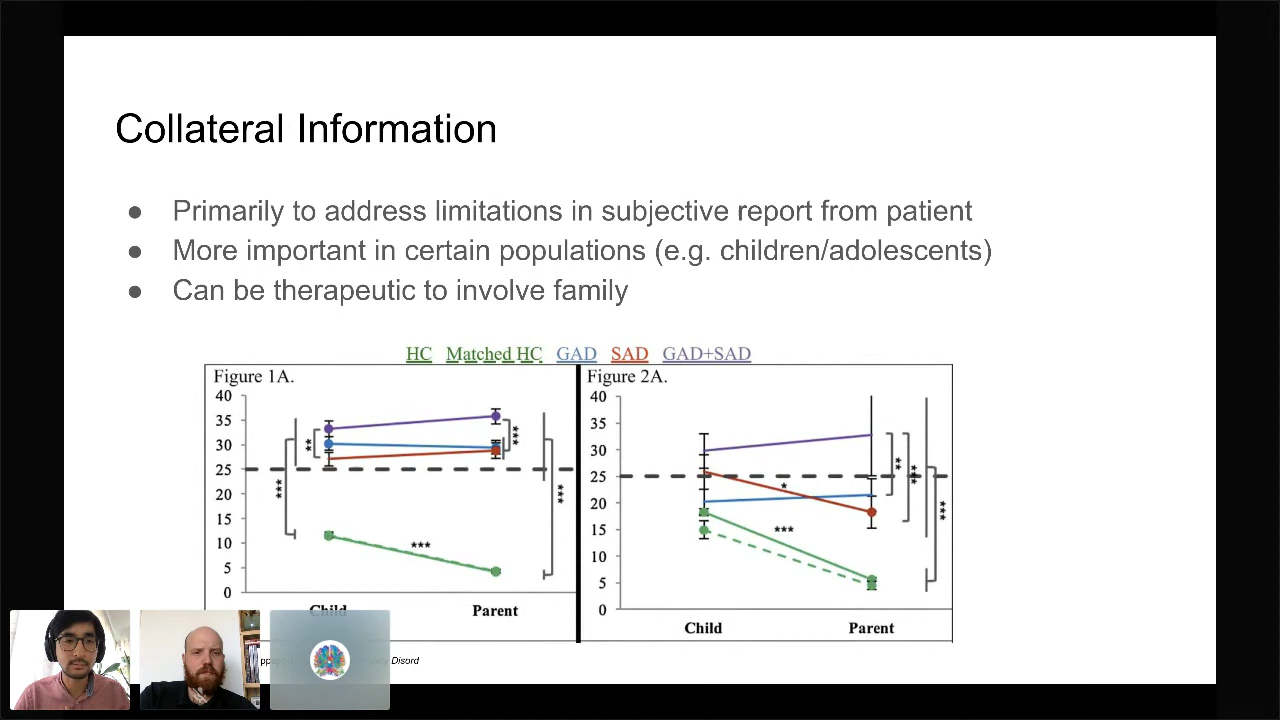 Collateral Information
● Primarily to address limitations in subjective report from patient
● More important in certain populations (e.g. children/adolescents)
● Can be therapeutic to involve family
HC Matched HC GAD SAD GAD+SAD
Figure 1A.
40
35
30
25
20
15
10
5
0
**
***
***
***
***
Child Parent
Figure 2A.
40
35
30
25
20
15
10
5
0
*
***
**
***
***
Child Parent
Disord